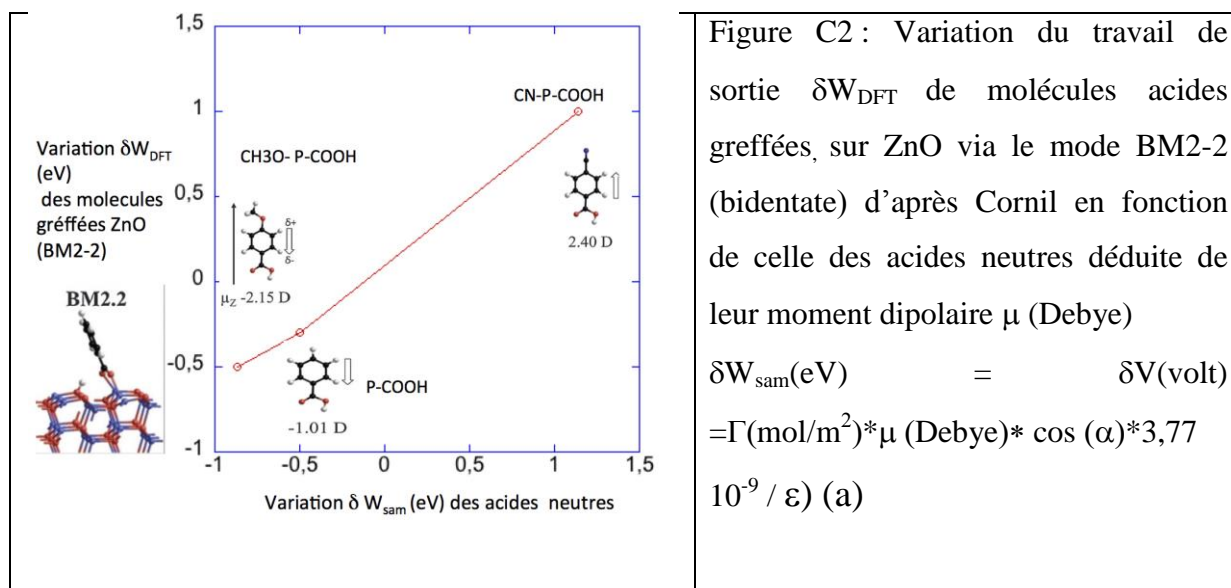 1,5
1
0,5
0
-0,5
-1
-1
-0,5
0
0,5
1
1,5
Variation δWDFT
(eV)
des molecules
gréffées ZnO
(BM2-2)
BM2.2
CH3O- P-COOH
δ+
δ-
μZ -2.15 D
P-COOH
-1.01 D
CN-P-COOH
2.40 D
Variation δ Wsam (eV) des acides neutres
Figure C2 : Variation du travail de
sortie δWDFT de molécules acides
greffées, sur ZnO via le mode BM2-2
(bidentate) d’après Cornil en fonction
de celle des acides neutres déduite de
leur moment dipolaire μ (Debye)
δWsam(eV) = δV(volt)
=Γ(mol/m2)*μ (Debye)* cos (α)*3,77
10-9 / ε) (a)